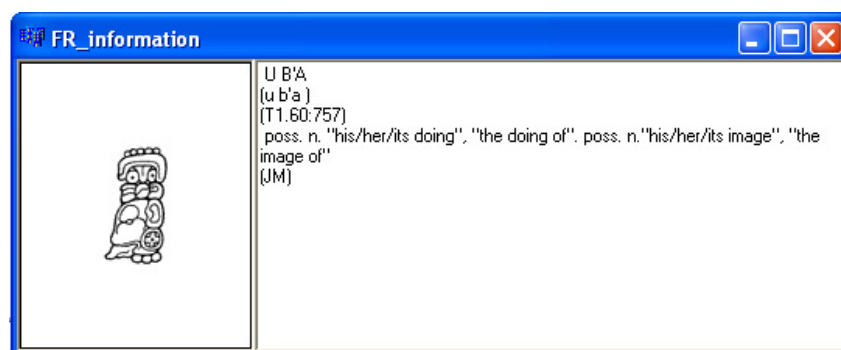 FR_information
U B'A
(u b'a )
(T1.60:757)
poss. n. "his/her/its doing", "the doing of". poss. n."his/her/its image", "the
image of"
(JM)